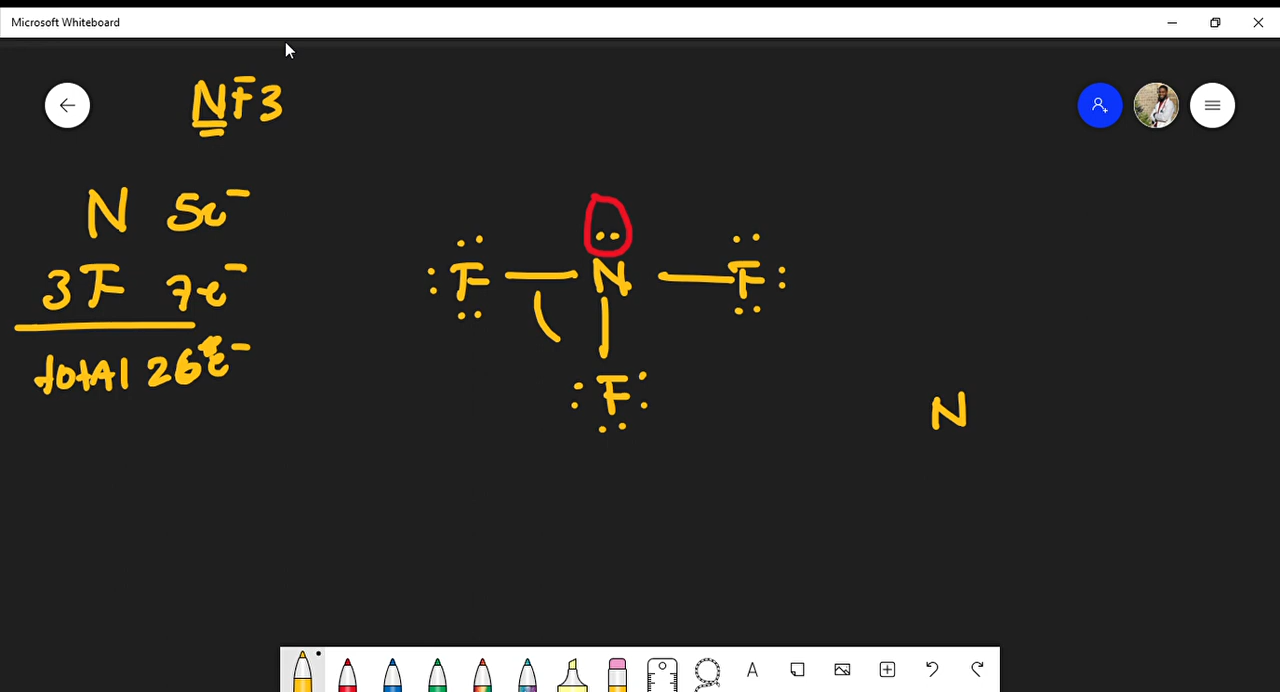 Microsoft Whiteboard
NF3
N 5e⁻
3F 7e⁻
total 26e⁻
:F—N—F:
:F:
N
A